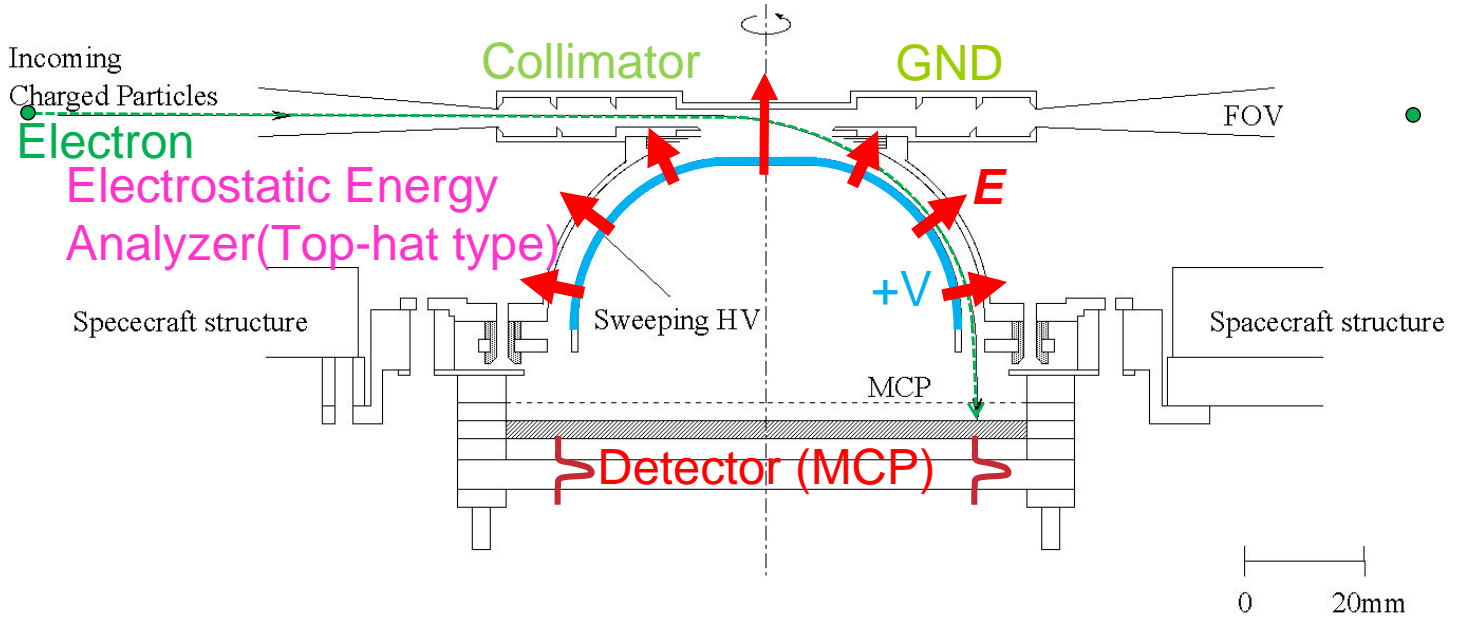 Incoming
Charged Particles
Collimator
GND
FOV
Electron
Electrostatic Energy
Analyzer(Top-hat type)
E
+V
Spececraft structure
Sweeping HV
Spacecraft structure
MCP
Detector (MCP)
0 20mm